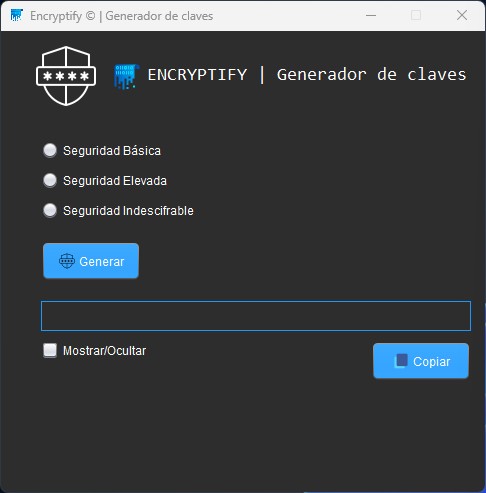 Encryptify © | Generador de claves
****
ENCRYPTIFY | Generador de claves
Seguridad Básica
Seguridad Elevada
Seguridad Indescifrable
Generar
Mostrar/Ocultar
Copiar